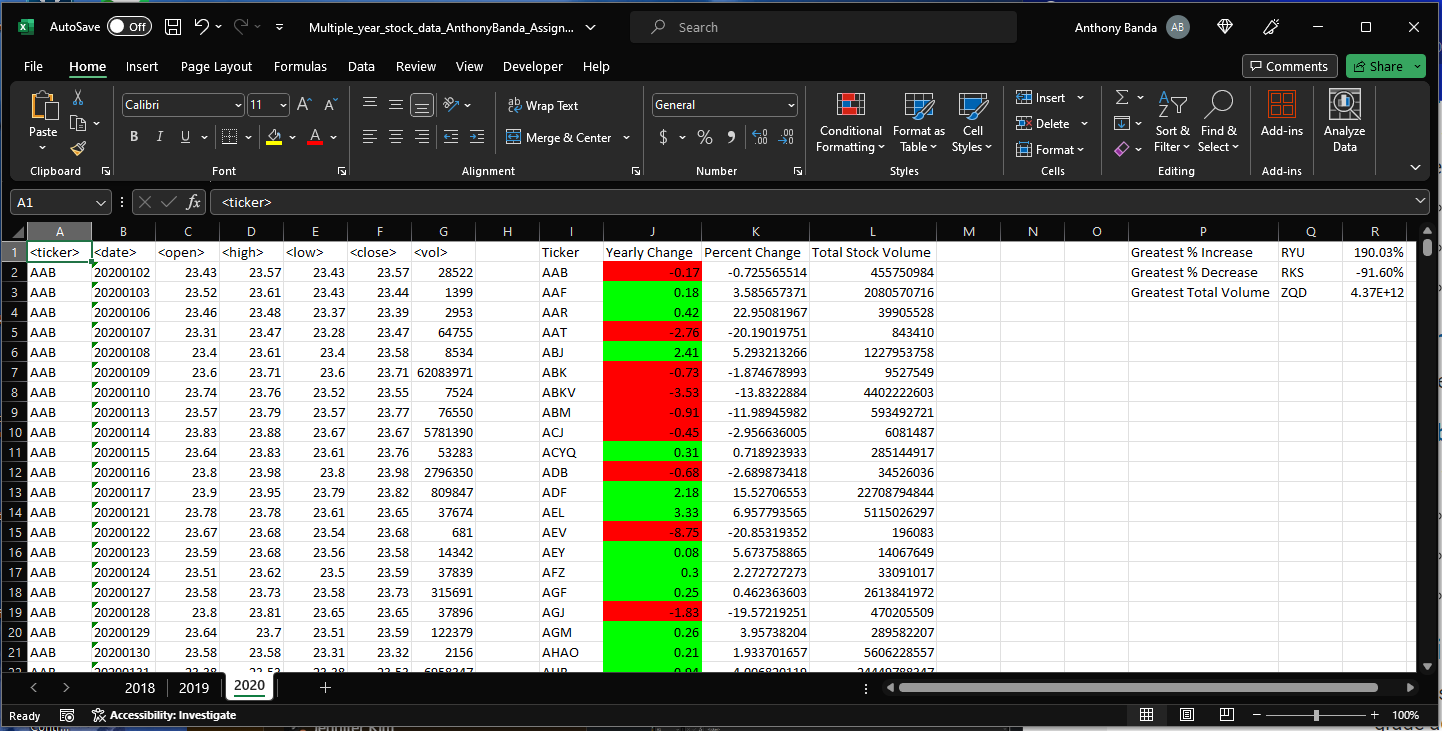 AutoSave Off Multiple_year_stock_data_AnthonyBanda_Assign... Search Anthony Banda AB
File Home Insert Page Layout Formulas Data Review View Developer Help Comments Share
Paste Calibri 11 A A Wrap Text General Conditional Formatting Format as Table Cell Styles Insert Delete Format Sort & Filter Find & Select Add-ins Analyze Data
B I U A Merge & Center $ %
Clipboard Font Alignment Number Styles Cells Editing Add-ins
A1 fx <ticker>
A B C D E F G H I J K L M N O P Q R
1 <ticker> <date> <open> <high> <low> <close> <vol> Ticker Yearly Change Percent Change Total Stock Volume Greatest % Increase RYU 190.03%
2 AAB 20200102 23.43 23.57 23.43 23.57 28522 AAB -0.17 -0.725565514 455750984 Greatest % Decrease RKS -91.60%
3 AAB 20200103 23.52 23.61 23.43 23.44 1399 AAF 0.18 3.585657371 2080570716 Greatest Total Volume ZQD 4.37E+12
4 AAB 20200106 23.46 23.48 23.37 23.39 2953 AAR 0.42 22.95081967 39905528
5 AAB 20200107 23.31 23.47 23.28 23.47 64755 AAT -2.76 -20.19019751 843410
6 AAB 20200108 23.4 23.61 23.4 23.58 8534 ABJ 2.41 5.293213266 1227953758
7 AAB 20200109 23.6 23.71 23.6 23.71 62083971 ABK -0.73 -1.874678993 9527549
8 AAB 20200110 23.74 23.76 23.52 23.55 7524 ABKV -3.53 -13.8322884 4402222603
9 AAB 20200113 23.57 23.79 23.57 23.77 76550 ABM -0.91 -11.98945982 593492721
10 AAB 20200114 23.83 23.88 23.67 23.67 5781390 ACJ -0.45 -2.956636005 6081487
11 AAB 20200115 23.64 23.83 23.61 23.76 53283 ACYQ 0.31 0.718923933 285144917
12 AAB 20200116 23.8 23.98 23.8 23.98 2796350 ADB -0.68 -2.689873418 34526036
13 AAB 20200117 23.9 23.95 23.79 23.82 809847 ADF 2.18 15.52706553 22708794844
14 AAB 20200121 23.78 23.78 23.61 23.65 37674 AEL 3.33 6.957793565 5115026297
15 AAB 20200122 23.67 23.68 23.54 23.68 681 AEV -8.75 -20.85319352 196083
16 AAB 20200123 23.59 23.68 23.56 23.58 14342 AEY 0.08 5.673758865 14067649
17 AAB 20200124 23.51 23.62 23.5 23.59 37839 AFZ 0.3 2.272727273 33091017
18 AAB 20200127 23.58 23.73 23.58 23.73 315691 AGF 0.25 0.462363603 2613841972
19 AAB 20200128 23.8 23.81 23.65 23.65 37896 AGJ -1.83 -19.57219251 470205509
20 AAB 20200129 23.64 23.7 23.51 23.59 122379 AGM 0.26 3.95738204 289582207
21 AAB 20200130 23.58 23.58 23.31 23.32 2156 AHAO 0.21 1.933701657 5606228557
2018 2019 2020
Ready Accessibility: Investigate 100%